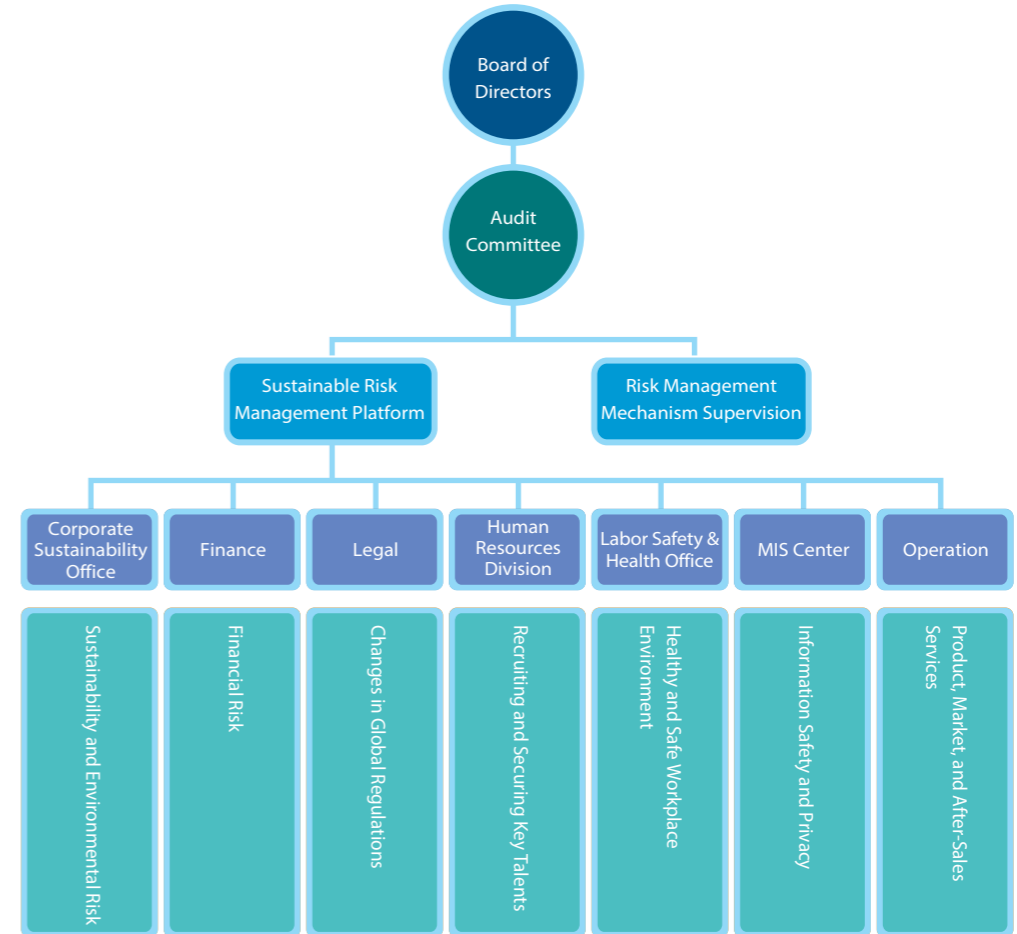 Board of
Directors
Audit
Committee
Sustainable Risk
Management Platform
Risk Management
Mechanism Supervision
Corporate
Sustainability
Office
Finance
Legal
Human
Resources
Division
Labor Safety &
Health Office
MIS Center
Operation
Sustainability and Environmental Risk
Financial Risk
Changes in Global Regulations
Recruiting and Securing Key Talents
Healthy and Safe Workplace
Environment
Information Safety and Privacy
Product, Market, and After-Sales
Services